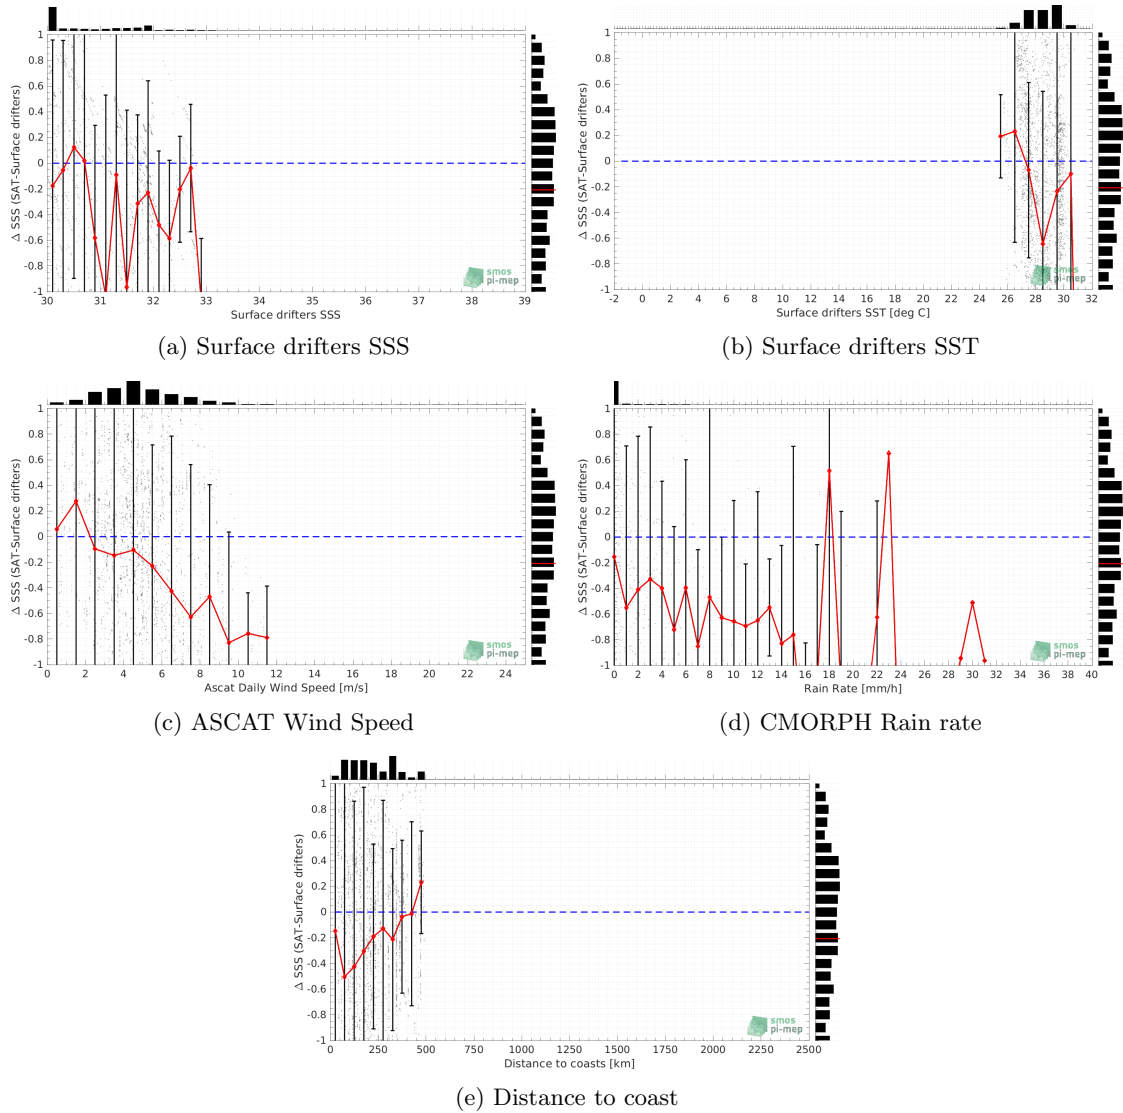 1
0.8
0.6
0.4
0.2
0
-0.2
-0.4
-0.6
-0.8
-1
Δ SSS (SAT-Surface drifters)
smos
pi-mep
30 31 32 33 34 35 36 37 38 39
Surface drifters SSS
(a) Surface drifters SSS
1
0.8
0.6
0.4
0.2
0
-0.2
-0.4
-0.6
-0.8
-1
Δ SSS (SAT-Surface drifters)
smos
pi-mep
-2 0 2 4 6 8 10 12 14 16 18 20 22 24 26 28 30 32
Surface drifters SST [deg C]
(b) Surface drifters SST
1
0.8
0.6
0.4
0.2
0
-0.2
-0.4
-0.6
-0.8
-1
Δ SSS (SAT-Surface drifters)
smos
pi-mep
0 2 4 6 8 10 12 14 16 18 20 22 24
Ascat Daily Wind Speed [m/s]
(c) ASCAT Wind Speed
1
0.8
0.6
0.4
0.2
0
-0.2
-0.4
-0.6
-0.8
-1
Δ SSS (SAT-Surface drifters)
smos
pi-mep
0 2 4 6 8 10 12 14 16 18 20 22 24 26 28 30 32 34 36 38 40
Rain Rate [mm/h]
(d) CMORPH Rain rate
1
0.8
0.6
0.4
0.2
0
-0.2
-0.4
-0.6
-0.8
-1
Δ SSS (SAT-Surface drifters)
smos
pi-mep
0 250 500 750 1000 1250 1500 1750 2000 2250 2500
Distance to coasts [km]
(e) Distance to coast